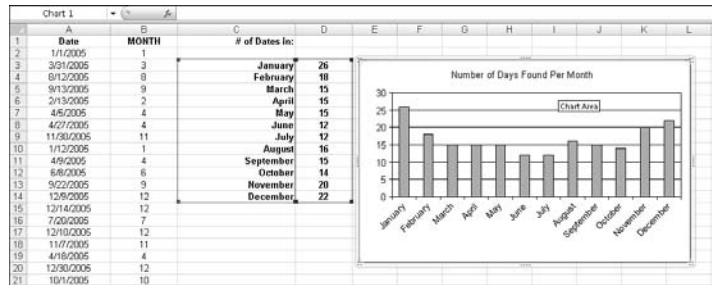 Chart 1 fx
A B C D E F G H I J K L
1 Date MONTH # of Dates in:
2 1/1/2005 1
3 3/31/2005 3 January 26
4 8/12/2005 8 February 18
5 9/13/2005 9 March 15
6 2/13/2005 2 April 15
7 4/5/2005 4 May 15
8 4/27/2005 4 June 12
9 11/30/2005 11 July 12
10 1/12/2005 1 August 16
11 4/9/2005 4 September 15
12 6/8/2005 6 October 14
13 9/22/2005 9 November 20
14 12/9/2005 12 December 22
15 12/14/2005 12
16 7/20/2005 7
17 12/10/2005 12
18 11/7/2005 11
19 4/18/2005 4
20 12/30/2005 12
21 10/1/2005 10
Number of Days Found Per Month
Chart Area
30
25
20
15
10
5
0
January February March April May June July August September October November December